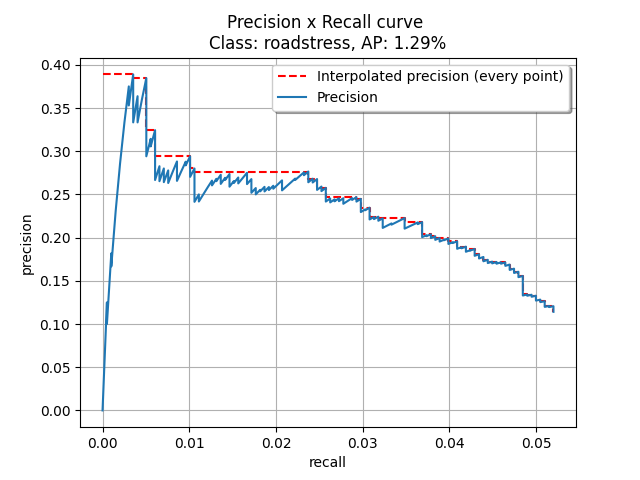 Precision x Recall curve
Class: roadstress, AP: 1.29%
Interpolated precision (every point)
Precision
0.40
0.35
0.30
0.25
0.20
0.15
0.10
0.05
0.00
precision
0.00 0.01 0.02 0.03 0.04 0.05
recall